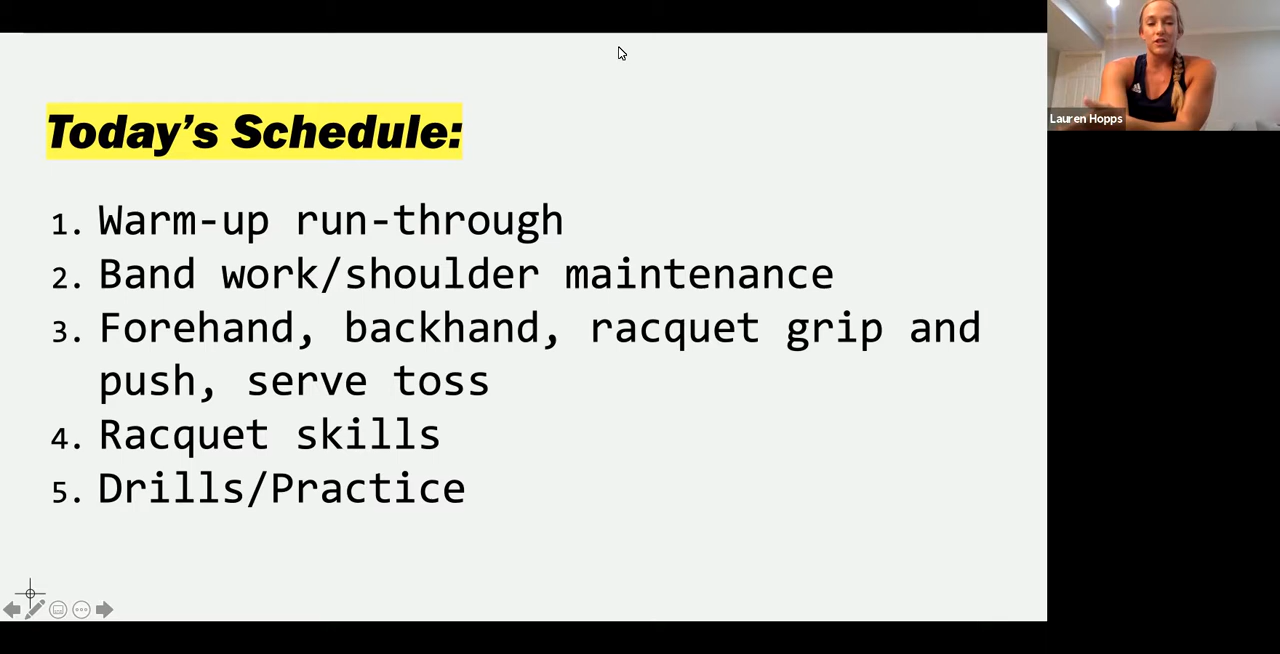 Today's Schedule:
1. Warm-up run-through
2. Band work/shoulder maintenance
3. Forehand, backhand, racquet grip and
push, serve toss
4. Racquet skills
5. Drills/Practice
Lauren Hopps